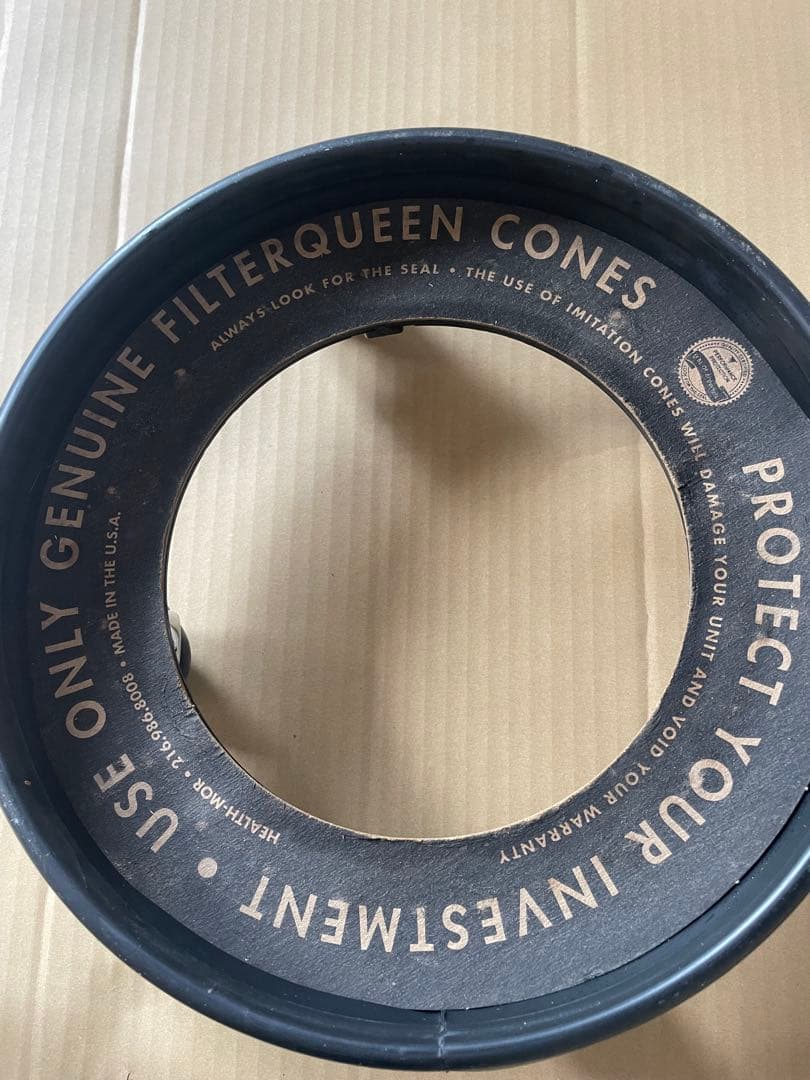 USE ONLY GENUINE FILTERQUEEN CONES
PROTECT YOUR INVESTMENT •
ALWAYS LOOK FOR THE SEAL • THE USE OF IMITATION CONES WILL DAMAGE YOUR UNIT AND VOID YOUR WARRANTY
HEALTH-MOR • 216.986.8008 • MADE IN THE U.S.A.